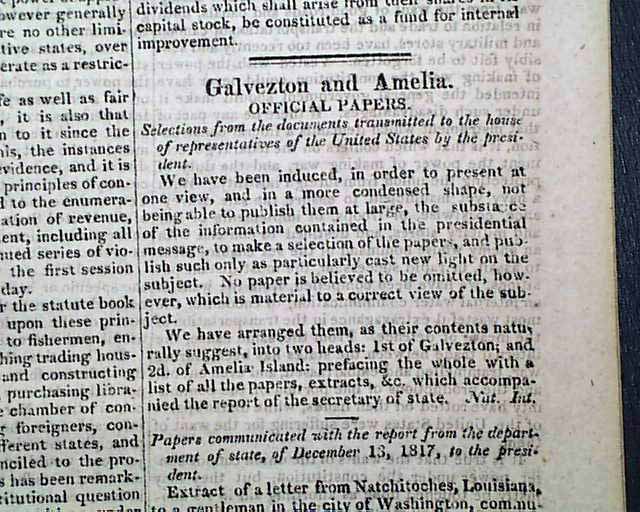 however generally
re no other limi-
tive states, over
erate as a restric-
fe as well as fair
, it is also that
n to it since the
his, the instances
evidence, and it is
principles of con-
d to the enumera-
ation of revenue,
ent, including all
nued series of vio-
the first session
day.
r the statute book
upon these prin-
to fishermen, en-
hing trading hous-
and constructing
purchasing libra-
e chamber of con-
g foreigners, con-
fferent states, and
nciled to the pro-
s has been remark-
titutional question
dividends which shall arise from their shares in
capital stock, be constituted as a fund for internal
improvement.
Galvezton and Amelia.
OFFICIAL PAPERS.
Selections from the documents transmitted to the house
of representatives of the United States by the presi-
dent.
We have been induced, in order to present at
one view, and in a more condensed shape, not
being able to publish them at large, the substance
of the information contained in the presidential
message, to make a selection of the papers, and pub-
lish such only as particularly cast new light on the
subject. No paper is believed to be omitted, how-
ever, which is material to a correct view of the sub-
ject.
We have arranged them, as their contents natu-
rally suggest, into two heads: 1st of Galvezton; and
2d. of Amelia Island: prefacing the whole with a
list of all the papers, extracts, &c. which accompa-
nied the report of the secretary of state. Nat. Int.
Papers communicated with the report from the depart-
ment of state, of December 13, 1817, to the presi-
dent.
Extract of a letter from Natchitoches, Louisiana,
to a gentleman in the city of Washington, commu-